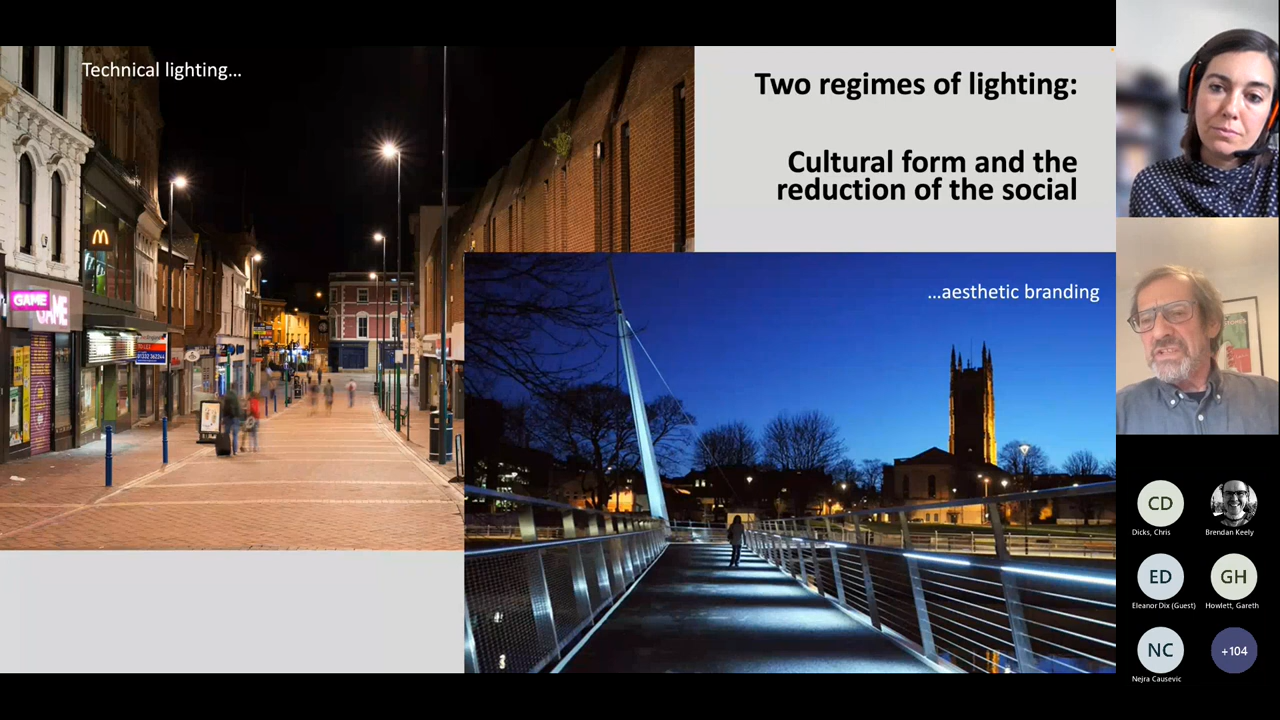 Technical lighting...
Two regimes of lighting:
Cultural form and the
reduction of the social
...aesthetic branding
GAME
GAME
CD
Dicks, Chris
Brendan Keely
ED
Eleanor Dix (Guest)
GH
Howlett, Gareth
NC
Nejra Causevic
+104